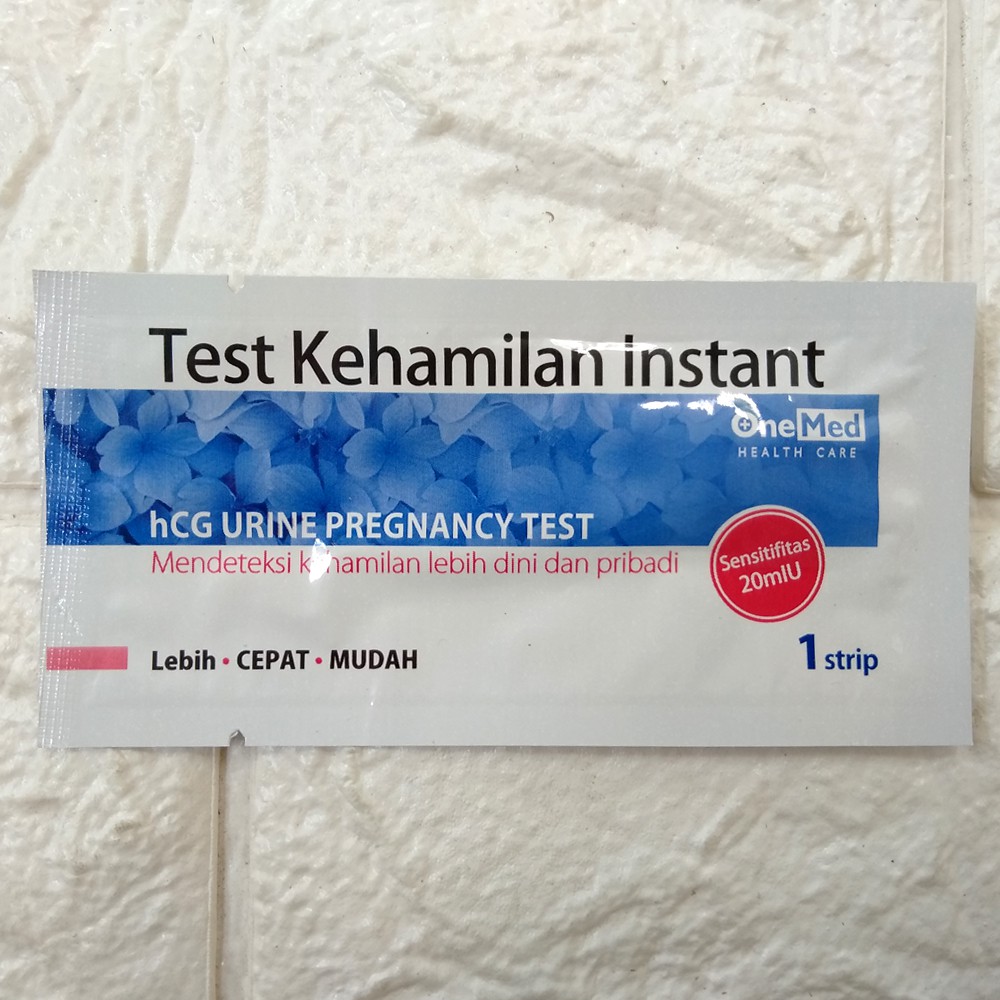 Test Kehamilan Instant
OneMed
HEALTH CARE
hCG URINE PREGNANCY TEST
Mendeteksi kehamilan lebih dini dan pribadi
Sensitifitas
20mIU
Lebih • CEPAT • MUDAH
1 strip